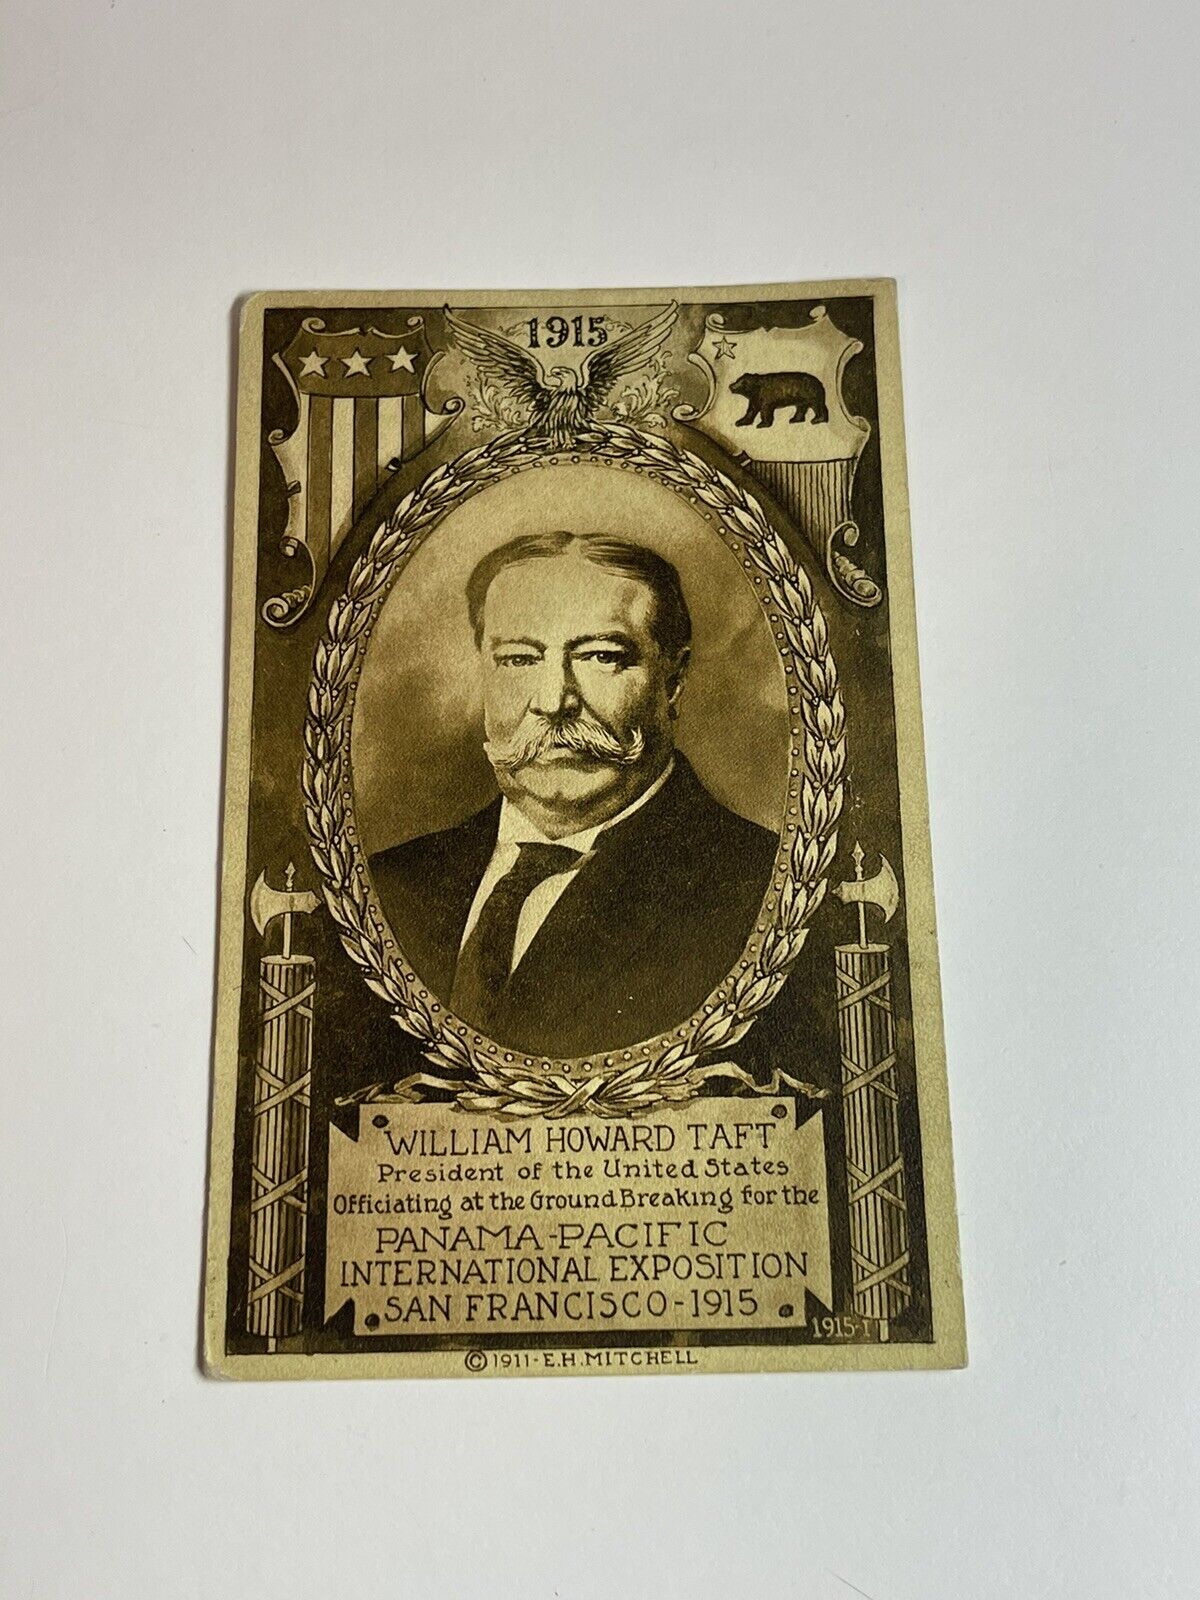 1915
WILLIAM HOWARD TAFT
President of the United States
Officiating at the Ground Breaking for the
PANAMA-PACIFIC
INTERNATIONAL EXPOSITION
SAN FRANCISCO-1915
1915-I
© 1911-E.H. MITCHELL